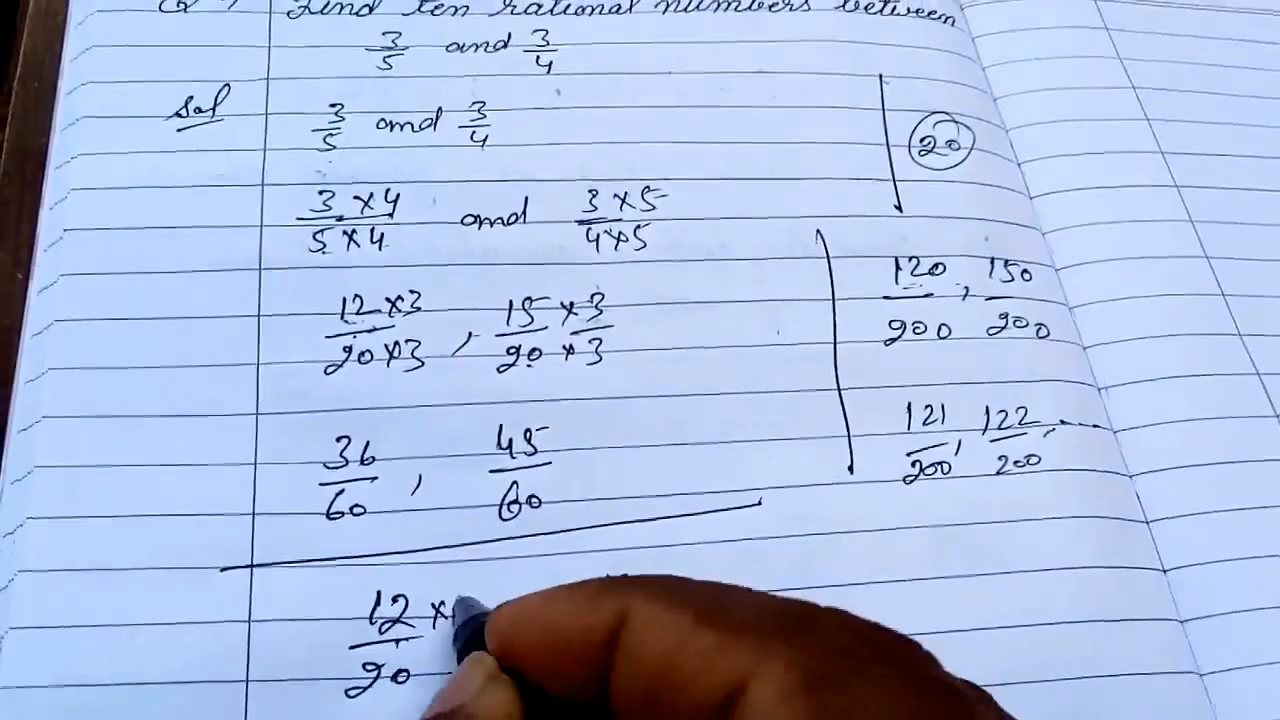 Find ten rational numbers between
3/5 and 3/4
Sol
3/5 and 3/4
20
3 × 4 / 5 × 4 and 3 × 5 / 4 × 5
120/200 , 150/200
12 × 3 / 20 × 3 , 15 × 3 / 20 × 3
121/200 , 122/200 , ----
36/60 , 45/60
12 × / 20